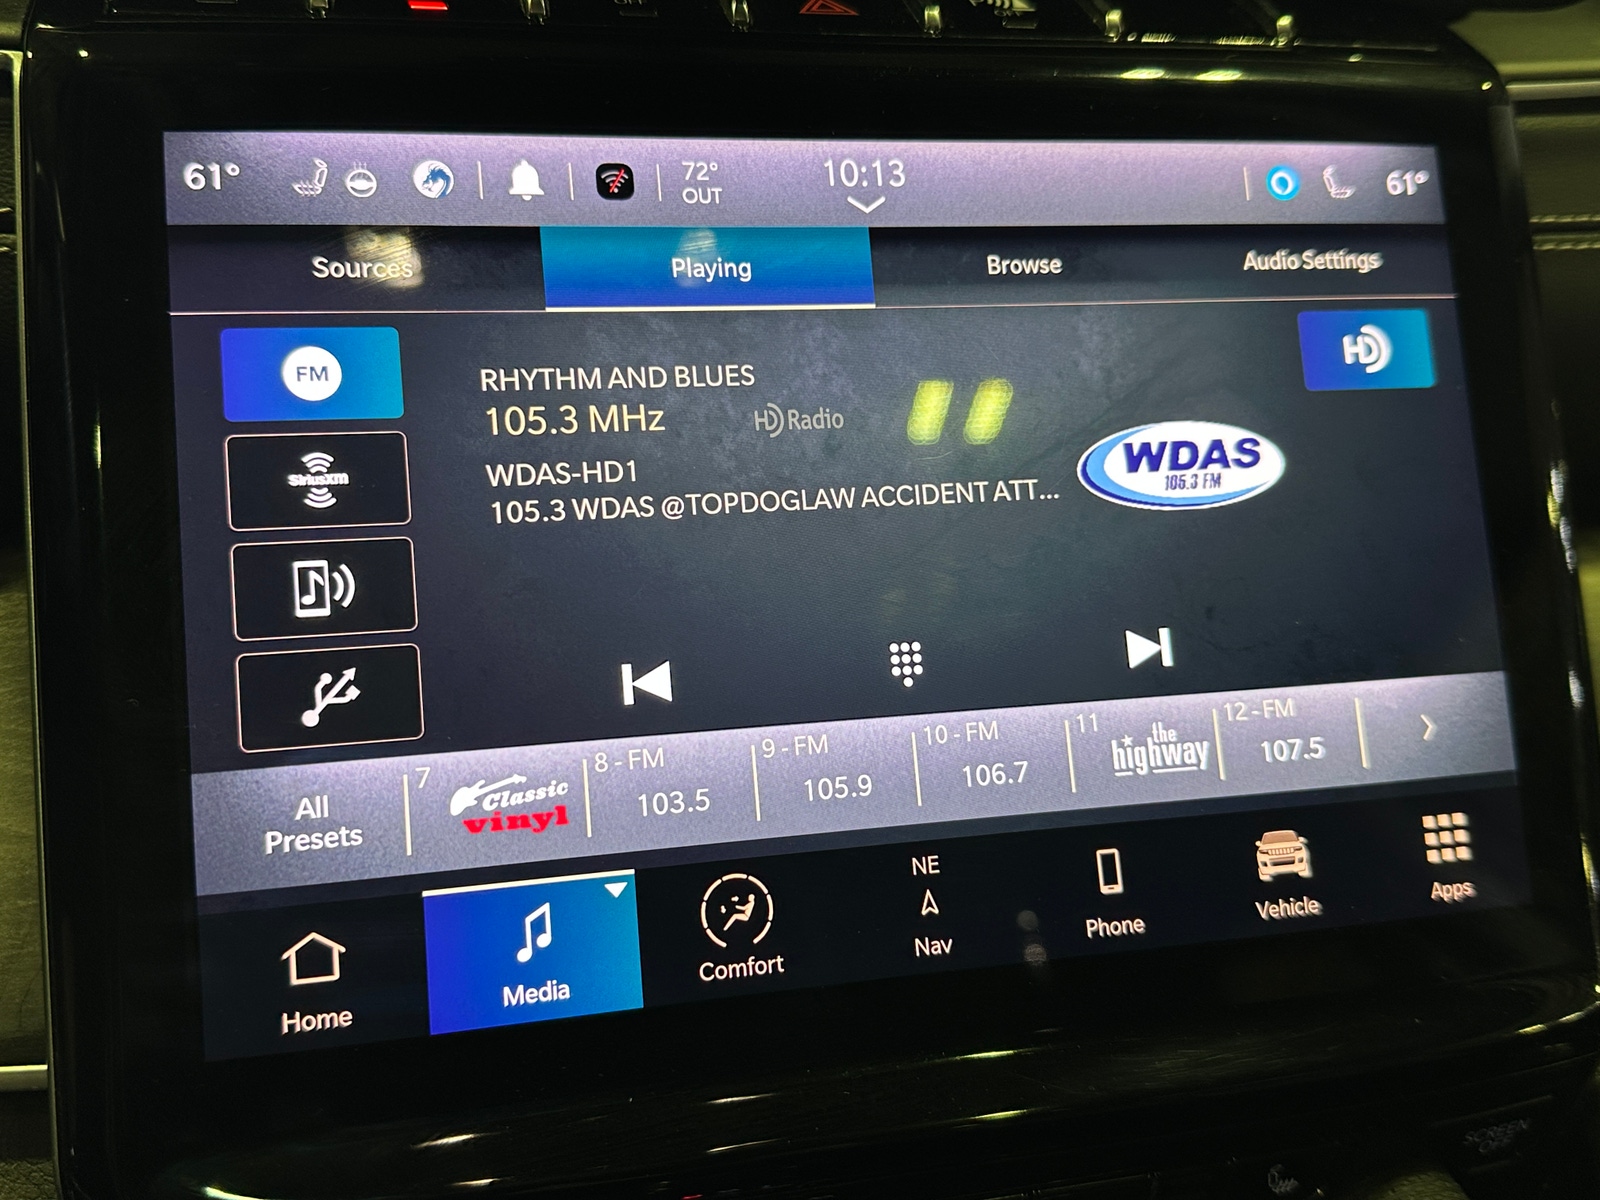 61°
72°
OUT
10:13
61°
Sources
Playing
Browse
Audio Settings
FM
RHYTHM AND BLUES
105.3 MHz
HD Radio
HD
WDAS-HD1
105.3 WDAS @TOPDOGLAW ACCIDENT ATT...
WDAS
105.3 FM
SiriusXM
All
Presets
7
Classic
vinyl
8 - FM
103.5
9 - FM
105.9
10 - FM
106.7
11
the
highway
12 - FM
107.5
Home
Media
Comfort
NE
Nav
Phone
Vehicle
Apps
SCREEN
OFF